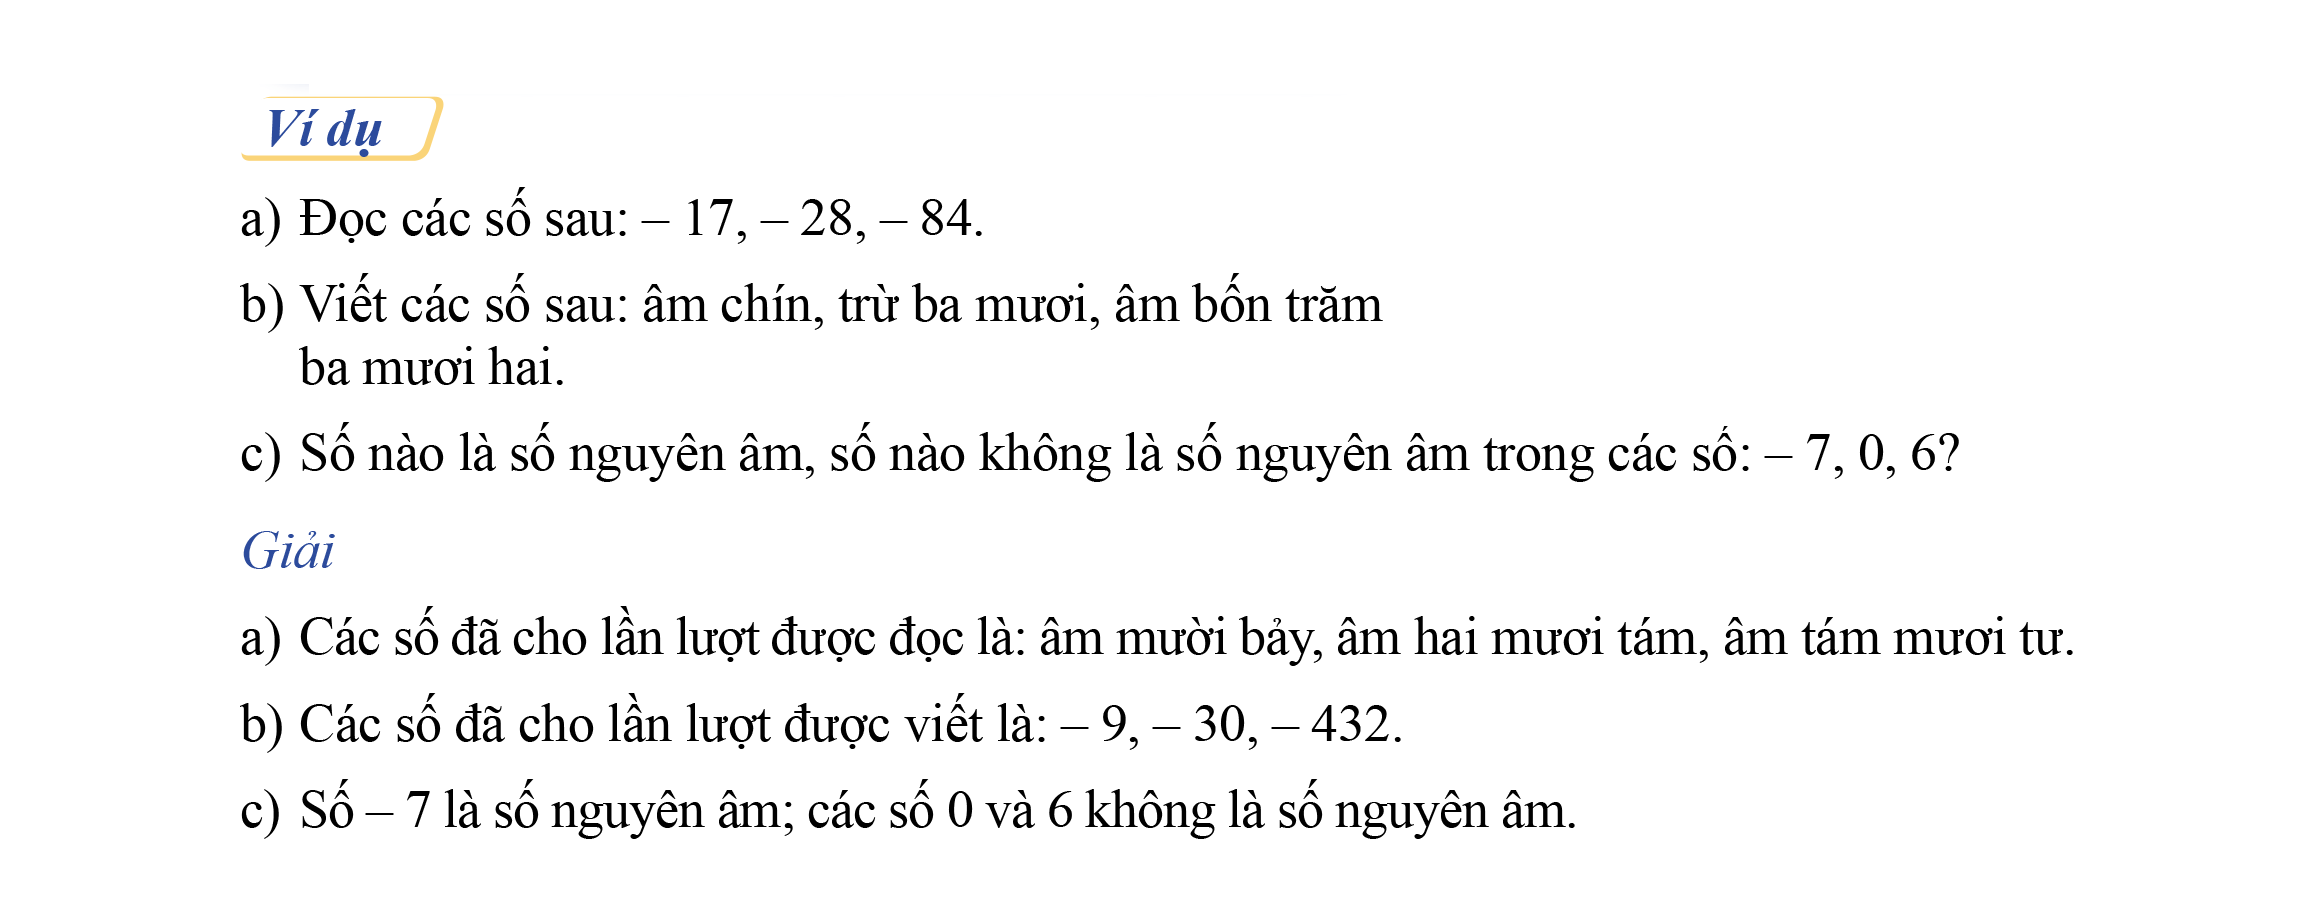 Ví dụ
a) Đọc các số sau: – 17, – 28, – 84.
b) Viết các số sau: âm chín, trừ ba mươi, âm bốn trăm
ba mươi hai.
c) Số nào là số nguyên âm, số nào không là số nguyên âm trong các số: – 7, 0, 6?
Giải
a) Các số đã cho lần lượt được đọc là: âm mười bảy, âm hai mươi tám, âm tám mươi tư.
b) Các số đã cho lần lượt được viết là: – 9, – 30, – 432.
c) Số – 7 là số nguyên âm; các số 0 và 6 không là số nguyên âm.